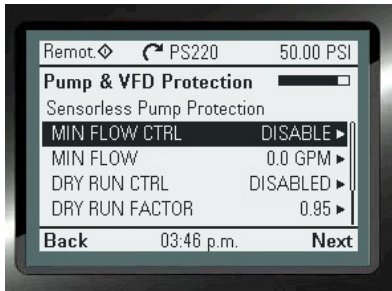 Remot. PS220 50.00 PSI
Pump & VFD Protection
Sensorless Pump Protection
MIN FLOW CTRL DISABLE
MIN FLOW 0.0 GPM
DRY RUN CTRL DISABLED
DRY RUN FACTOR 0.95
Back 03:46 p.m. Next